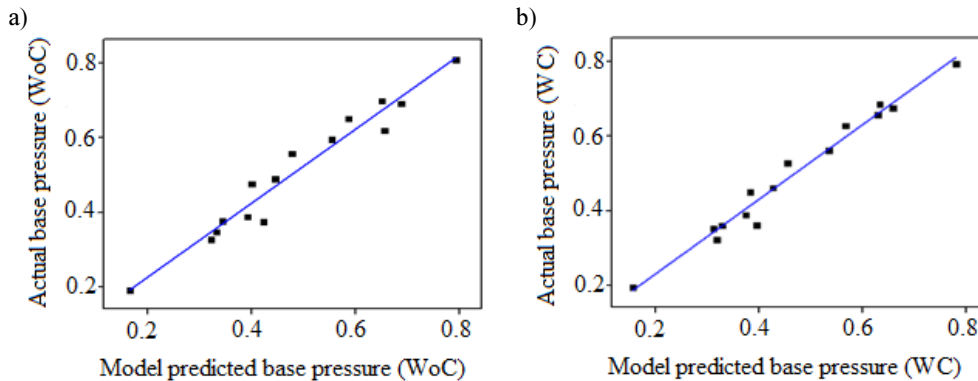 a)
Actual base pressure (WoC)
0.8
0.6
0.4
0.2
0.2 0.4 0.6 0.8
Model predicted base pressure (WoC)
b)
Actual base pressure (WC)
0.8
0.6
0.4
0.2
0.2 0.4 0.6 0.8
Model predicted base pressure (WC)